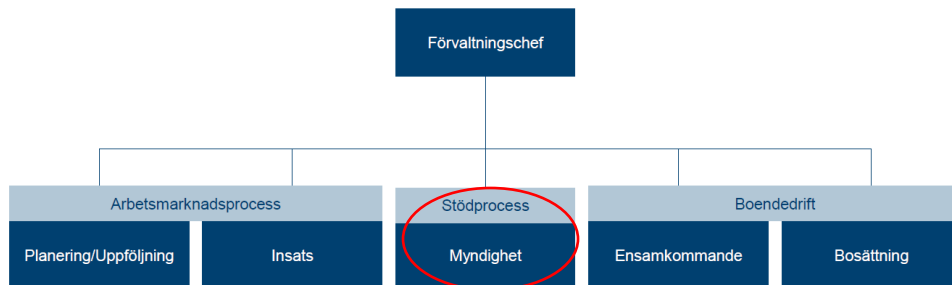 Förvaltningschef
Arbetsmarknadsprocess
Stödprocess
Boendedrift
Planering/Uppföljning
Insats
Myndighet
Ensamkommande
Bosättning